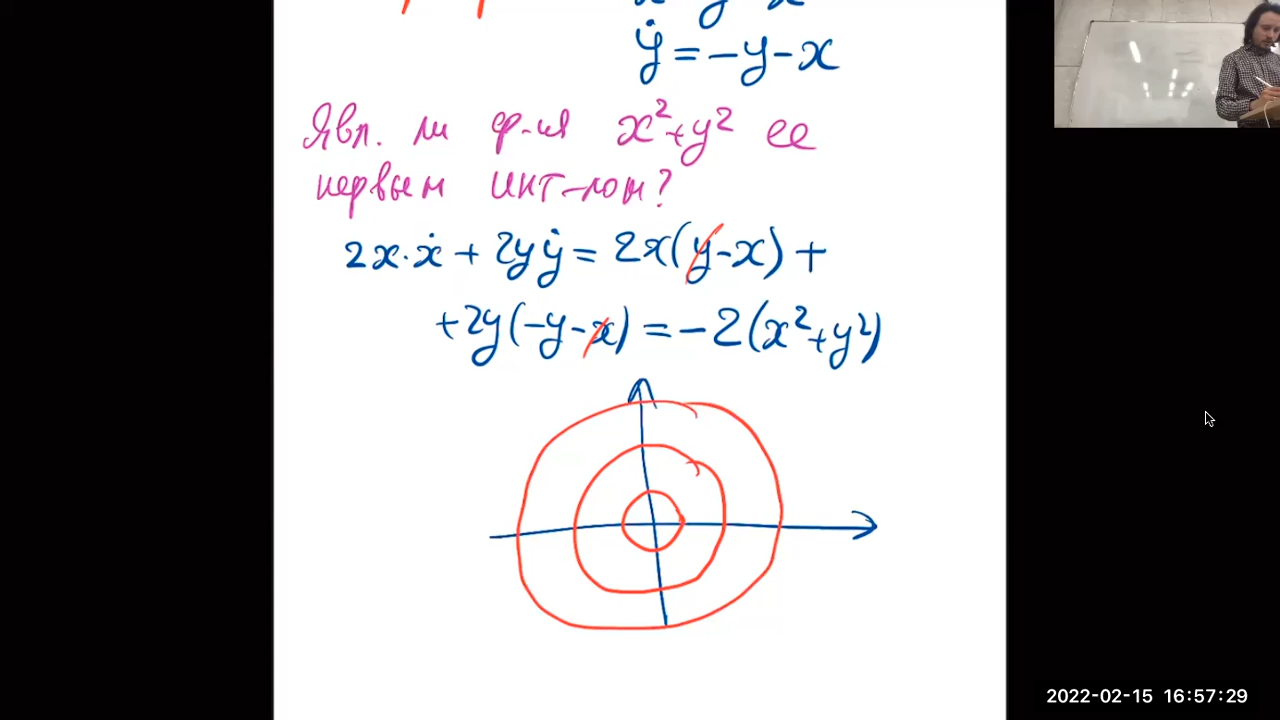 ẏ = -y-x
Явл. ли ф-ия x²+y² ее
первым инт-лом?
2x·ẋ + 2yẏ = 2x(y-x) +
+2y(-y-x) = -2(x²+y²)
2022-02-15 16:57:29